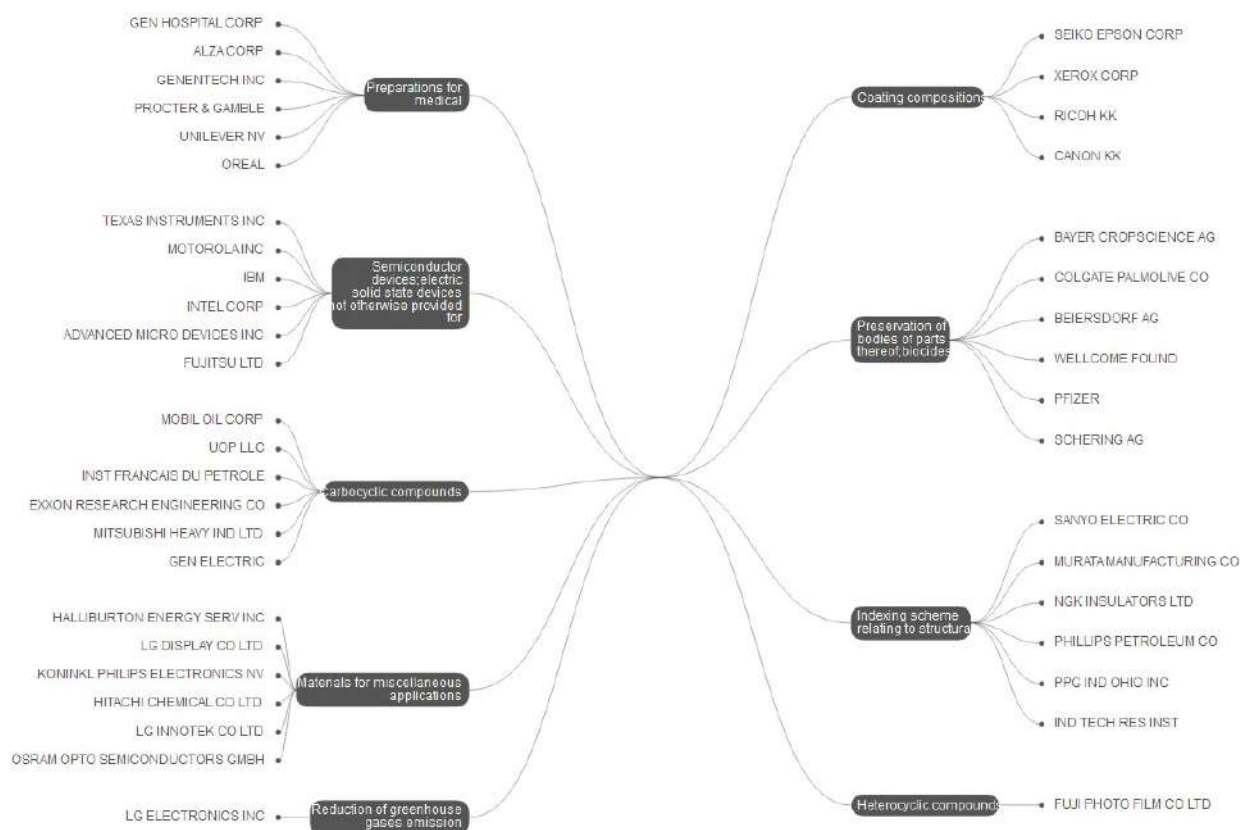 GEN HOSPITAL CORP
ALZA CORP
GENENTECH INC
PROCTER & GAMBLE
UNILEVER NV
OREAL
Preparations for
medical
TEXAS INSTRUMENTS INC
MOTOROLA INC
IBM
INTEL CORP
ADVANCED MICRO DEVICES INC
FUJITSU LTD
Semiconductor
devices;electric
solid state devices
not otherwise provided
for
MOBIL OIL CORP
UOP LLC
INST FRANCAIS DU PETROLE
EXXON RESEARCH ENGINEERING CO
MITSUBISHI HEAVY IND LTD
GEN ELECTRIC
Carbocyclic compounds
HALLIBURTON ENERGY SERV INC
LG DISPLAY CO LTD
KONINKL PHILIPS ELECTRONICS NV
HITACHI CHEMICAL CO LTD
LG INNOTEK CO LTD
OSRAM OPTO SEMICONDUCTORS GMBH
Materials for miscellaneous
applications
LG ELECTRONICS INC
Reduction of greenhouse
gases emission
Coating compositions
SEIKO EPSON CORP
XEROX CORP
RICOH KK
CANON KK
Preservation of
bodies of parts
thereof;biocides
BAYER CROPSCIENCE AG
COLGATE PALMOLIVE CO
BEIERSDORF AG
WELLCOME FOUND
PFIZER
SCHERING AG
Indexing scheme
relating to structura
SANYO ELECTRIC CO
MURATA MANUFACTURING CO
NGK INSULATORS LTD
PHILLIPS PETROLEUM CO
PPG IND OHIO INC
IND TECH RES INST
Heterocyclic compounds
FUJI PHOTO FILM CO LTD